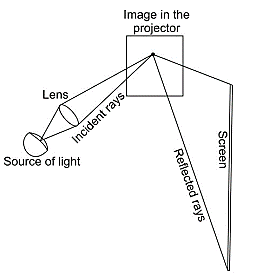 Image in the
projector
Lens
Incident rays
Source of light
Reflected rays
Screen